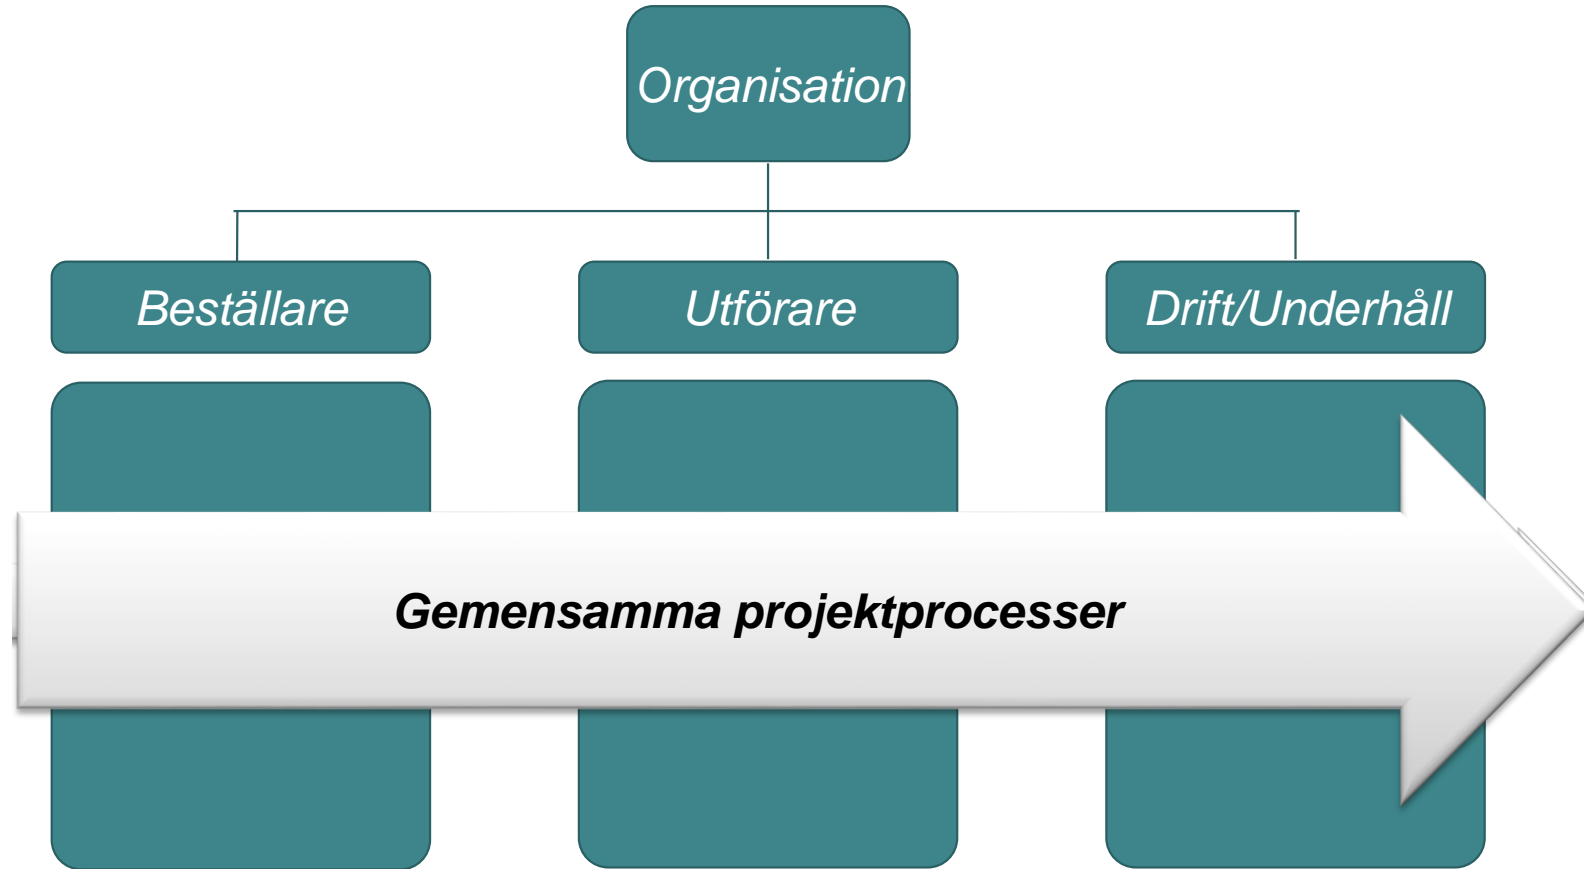 Organisation
Beställare
Utförare
Drift/Underhåll
Gemensamma projektprocesser